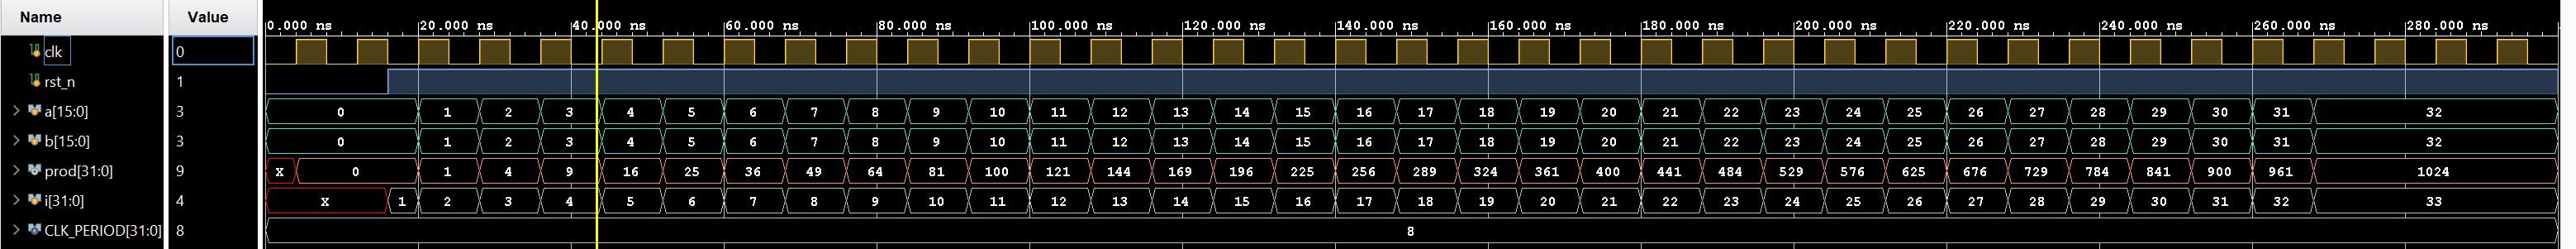 Name Value 0.000 ns 20.000 ns 40.000 ns 60.000 ns 80.000 ns 100.000 ns 120.000 ns 140.000 ns 160.000 ns 180.000 ns 200.000 ns 220.000 ns 240.000 ns 260.000 ns 280.000 ns
clk 0
rst_n 1
a[15:0] 3 0 1 2 3 4 5 6 7 8 9 10 11 12 13 14 15 16 17 18 19 20 21 22 23 24 25 26 27 28 29 30 31 32
b[15:0] 3 0 1 2 3 4 5 6 7 8 9 10 11 12 13 14 15 16 17 18 19 20 21 22 23 24 25 26 27 28 29 30 31 32
prod[31:0] 9 X 0 1 4 9 16 25 36 49 64 81 100 121 144 169 196 225 256 289 324 361 400 441 484 529 576 625 676 729 784 841 900 961 1024
i[31:0] 4 X 1 2 3 4 5 6 7 8 9 10 11 12 13 14 15 16 17 18 19 20 21 22 23 24 25 26 27 28 29 30 31 32 33
CLK_PERIOD[31:0] 8 8